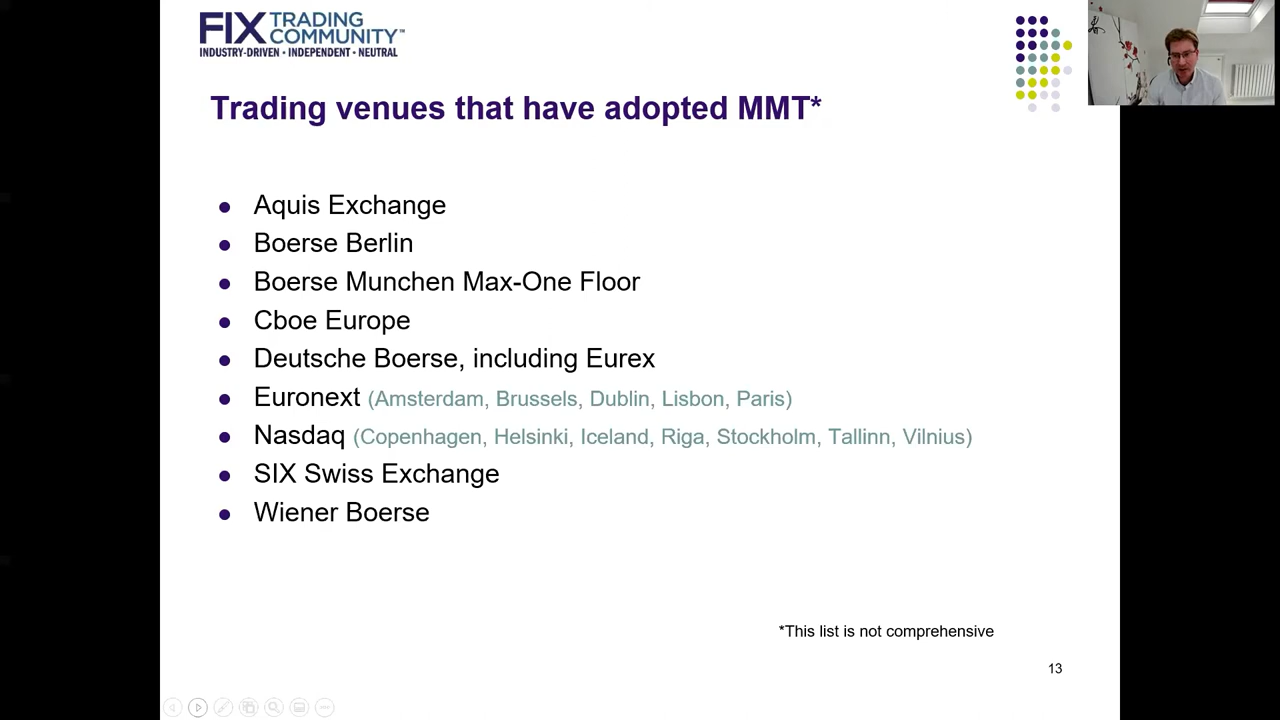 FIX TRADING COMMUNITY™
INDUSTRY-DRIVEN • INDEPENDENT • NEUTRAL
Trading venues that have adopted MMT*
● Aquis Exchange
● Boerse Berlin
● Boerse Munchen Max-One Floor
● Cboe Europe
● Deutsche Boerse, including Eurex
● Euronext (Amsterdam, Brussels, Dublin, Lisbon, Paris)
● Nasdaq (Copenhagen, Helsinki, Iceland, Riga, Stockholm, Tallinn, Vilnius)
● SIX Swiss Exchange
● Wiener Boerse
*This list is not comprehensive
13